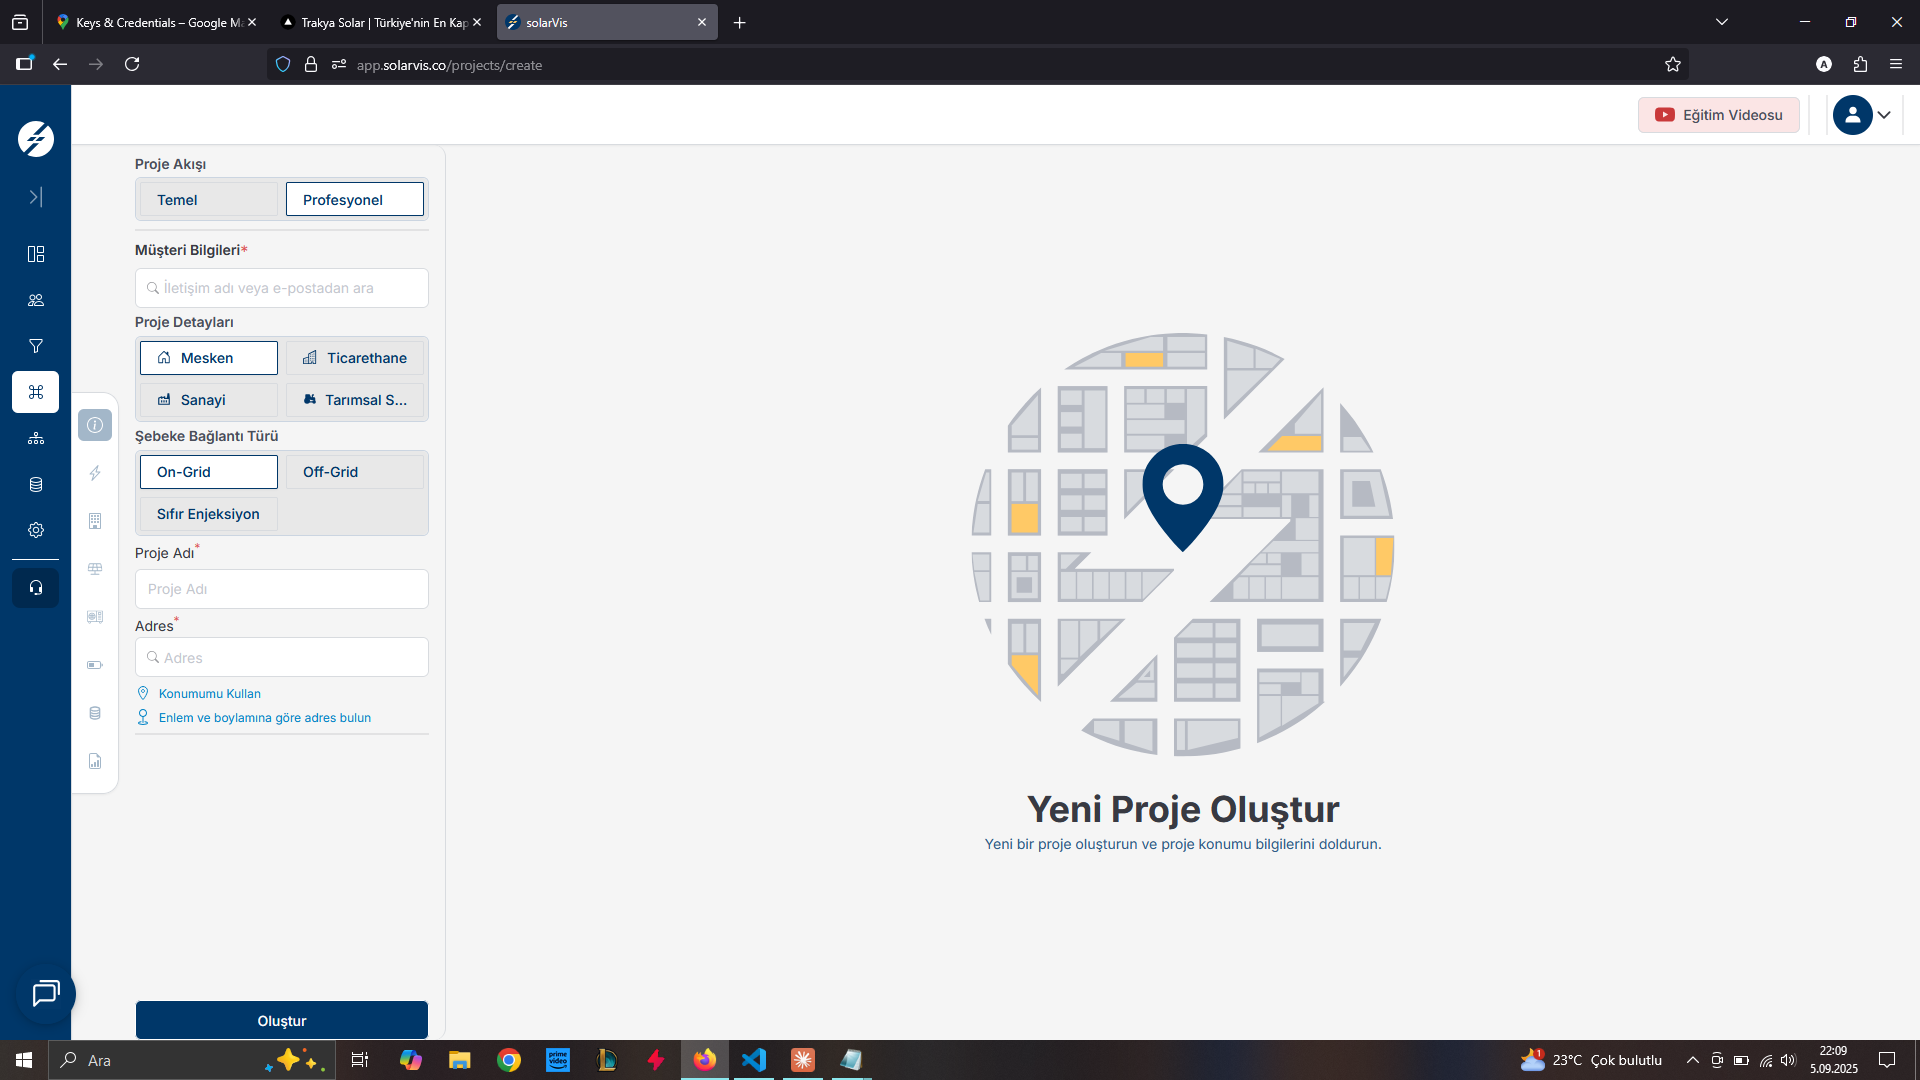 Keys & Credentials – Google Ma
Trakya Solar | Türkiye'nin En Kap
solarVis
app.solarvis.co/projects/create
A
Eğitim Videosu
Proje Akışı
Temel
Profesyonel
Müşteri Bilgileri*
İletişim adı veya e-postadan ara
Proje Detayları
Mesken
Ticarethane
Sanayi
Tarımsal S...
Şebeke Bağlantı Türü
On-Grid
Off-Grid
Sıfır Enjeksiyon
Proje Adı*
Proje Adı
Adres*
Adres
Konumumu Kullan
Enlem ve boylamına göre adres bulun
Oluştur
Yeni Proje Oluştur
Yeni bir proje oluşturun ve proje konumu bilgilerini doldurun.
Ara
prime video
1
23°C Çok bulutlu
22:09
5.09.2025